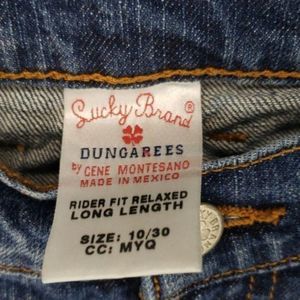 Lucky Brand®
DUNGAREES
by GENE MONTESANO
MADE IN MEXICO
RIDER FIT RELAXED
LONG LENGTH
SIZE: 10/30
CC: MYQ